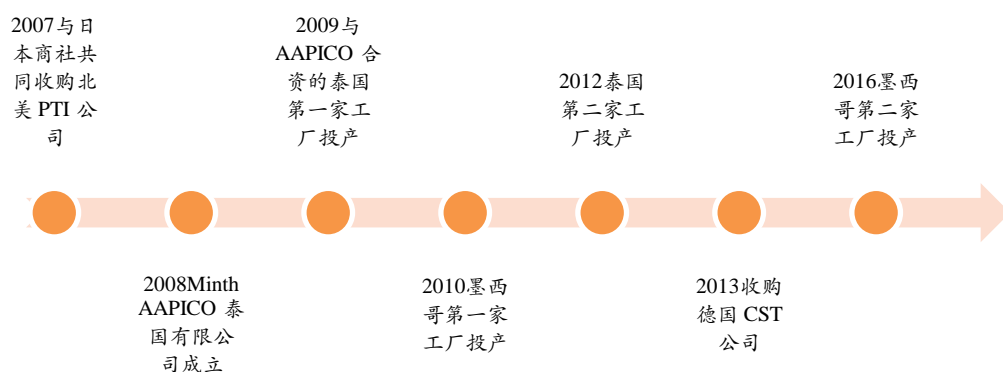 2007与日
本商社共
同收购北
美 PTI 公
司
2008Minth
AAPICO 泰
国有限公
司成立
2009与
AAPICO 合
资的泰国
第一家工
厂投产
2010墨西
哥第一家
工厂投产
2012泰国
第二家工
厂投产
2013收购
德国 CST
公司
2016墨西
哥第二家
工厂投产